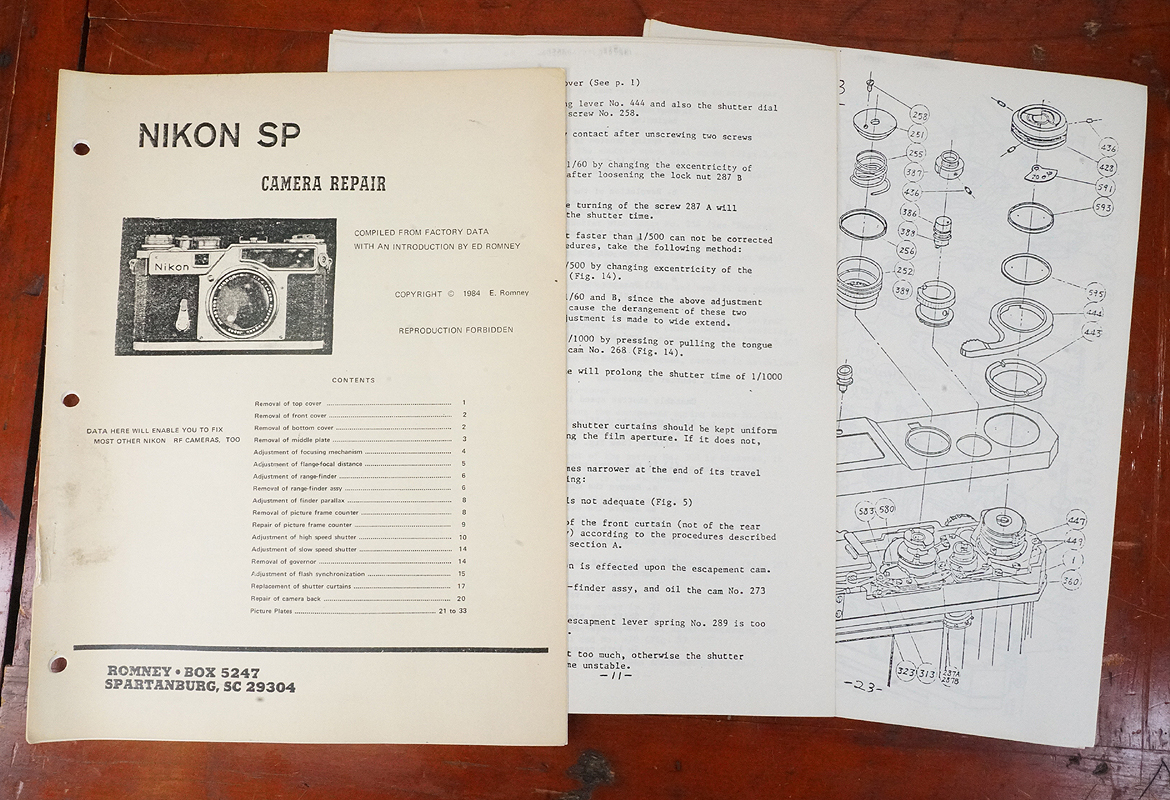 NIKON SP
CAMERA REPAIR
COMPILED FROM FACTORY DATA
WITH AN INTRODUCTION BY ED ROMNEY
Nikon
COPYRIGHT © 1984 E. Romney
REPRODUCTION FORBIDDEN
CONTENTS
DATA HERE WILL ENABLE YOU TO FIX
MOST OTHER NIKON RF CAMERAS, TOO
Removal of top cover 1
Removal of front cover 2
Removal of bottom cover 2
Removal of middle plate 3
Adjustment of focusing mechanism 4
Adjustment of flange-focal distance 5
Adjustment of range-finder 6
Removal of range-finder assy 6
Adjustment of finder parallax 8
Removal of picture frame counter 8
Repair of picture frame counter 9
Adjustment of high speed shutter 10
Adjustment of slow speed shutter 14
Removal of governor 14
Adjustment of flash synchronization 15
Replacement of shutter curtains 17
Repair of camera back 20
Picture Plates 21 to 33
ROMNEY • BOX 5247
SPARTANBURG, SC 29304
over (See p. 1)
lever No. 444 and also the shutter dial
screw No. 258.
contact after unscrewing two screws
1/60 by changing the excentricity of
after loosening the lock nut 287 B
turning of the screw 287 A will
the shutter time.
faster than 1/500 can not be corrected
edures, take the following method:
/500 by changing excentricity of the
(Fig. 14).
1/60 and B, since the above adjustment
cause the derangement of these two
justment is made to wide extend.
/1000 by pressing or pulling the tongue
cam No. 268 (Fig. 14).
will prolong the shutter time of 1/1000
shutter curtains should be kept uniform
ng the film aperture. If it does not,
mes narrower at the end of its travel
ing:
is not adequate (Fig. 5)
of the front curtain (not of the rear
) according to the procedures described
section A.
on is effected upon the escapement cam.
-finder assy, and oil the cam No. 273
escapment lever spring No. 289 is too
too much, otherwise the shutter
me unstable.
-11-
258
251
255
387
436
386
388
256
252
389
436
428
591
593
595
444
443
583
580
447
449
1
260
323
313
287A
287B
-23-